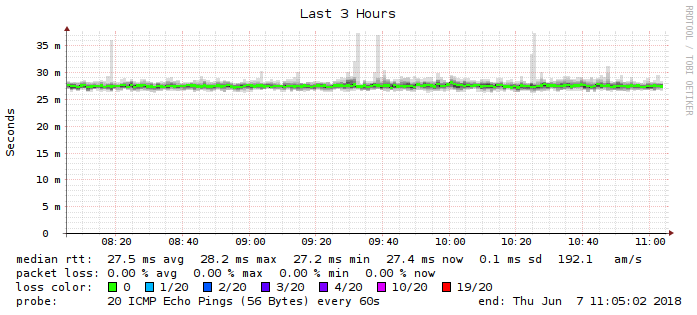 Last 3 Hours
RRDTOOL / TOBI OETIKER
Seconds
35 m
30 m
25 m
20 m
15 m
10 m
5 m
0
08:20 08:40 09:00 09:20 09:40 10:00 10:20 10:40 11:00
median rtt: 27.5 ms avg 28.2 ms max 27.2 ms min 27.4 ms now 0.1 ms sd 192.1 am/s
packet loss: 0.00 % avg 0.00 % max 0.00 % min 0.00 % now
loss color: 0 1/20 2/20 3/20 4/20 10/20 19/20
probe: 20 ICMP Echo Pings (56 Bytes) every 60s end: Thu Jun 7 11:05:02 2018